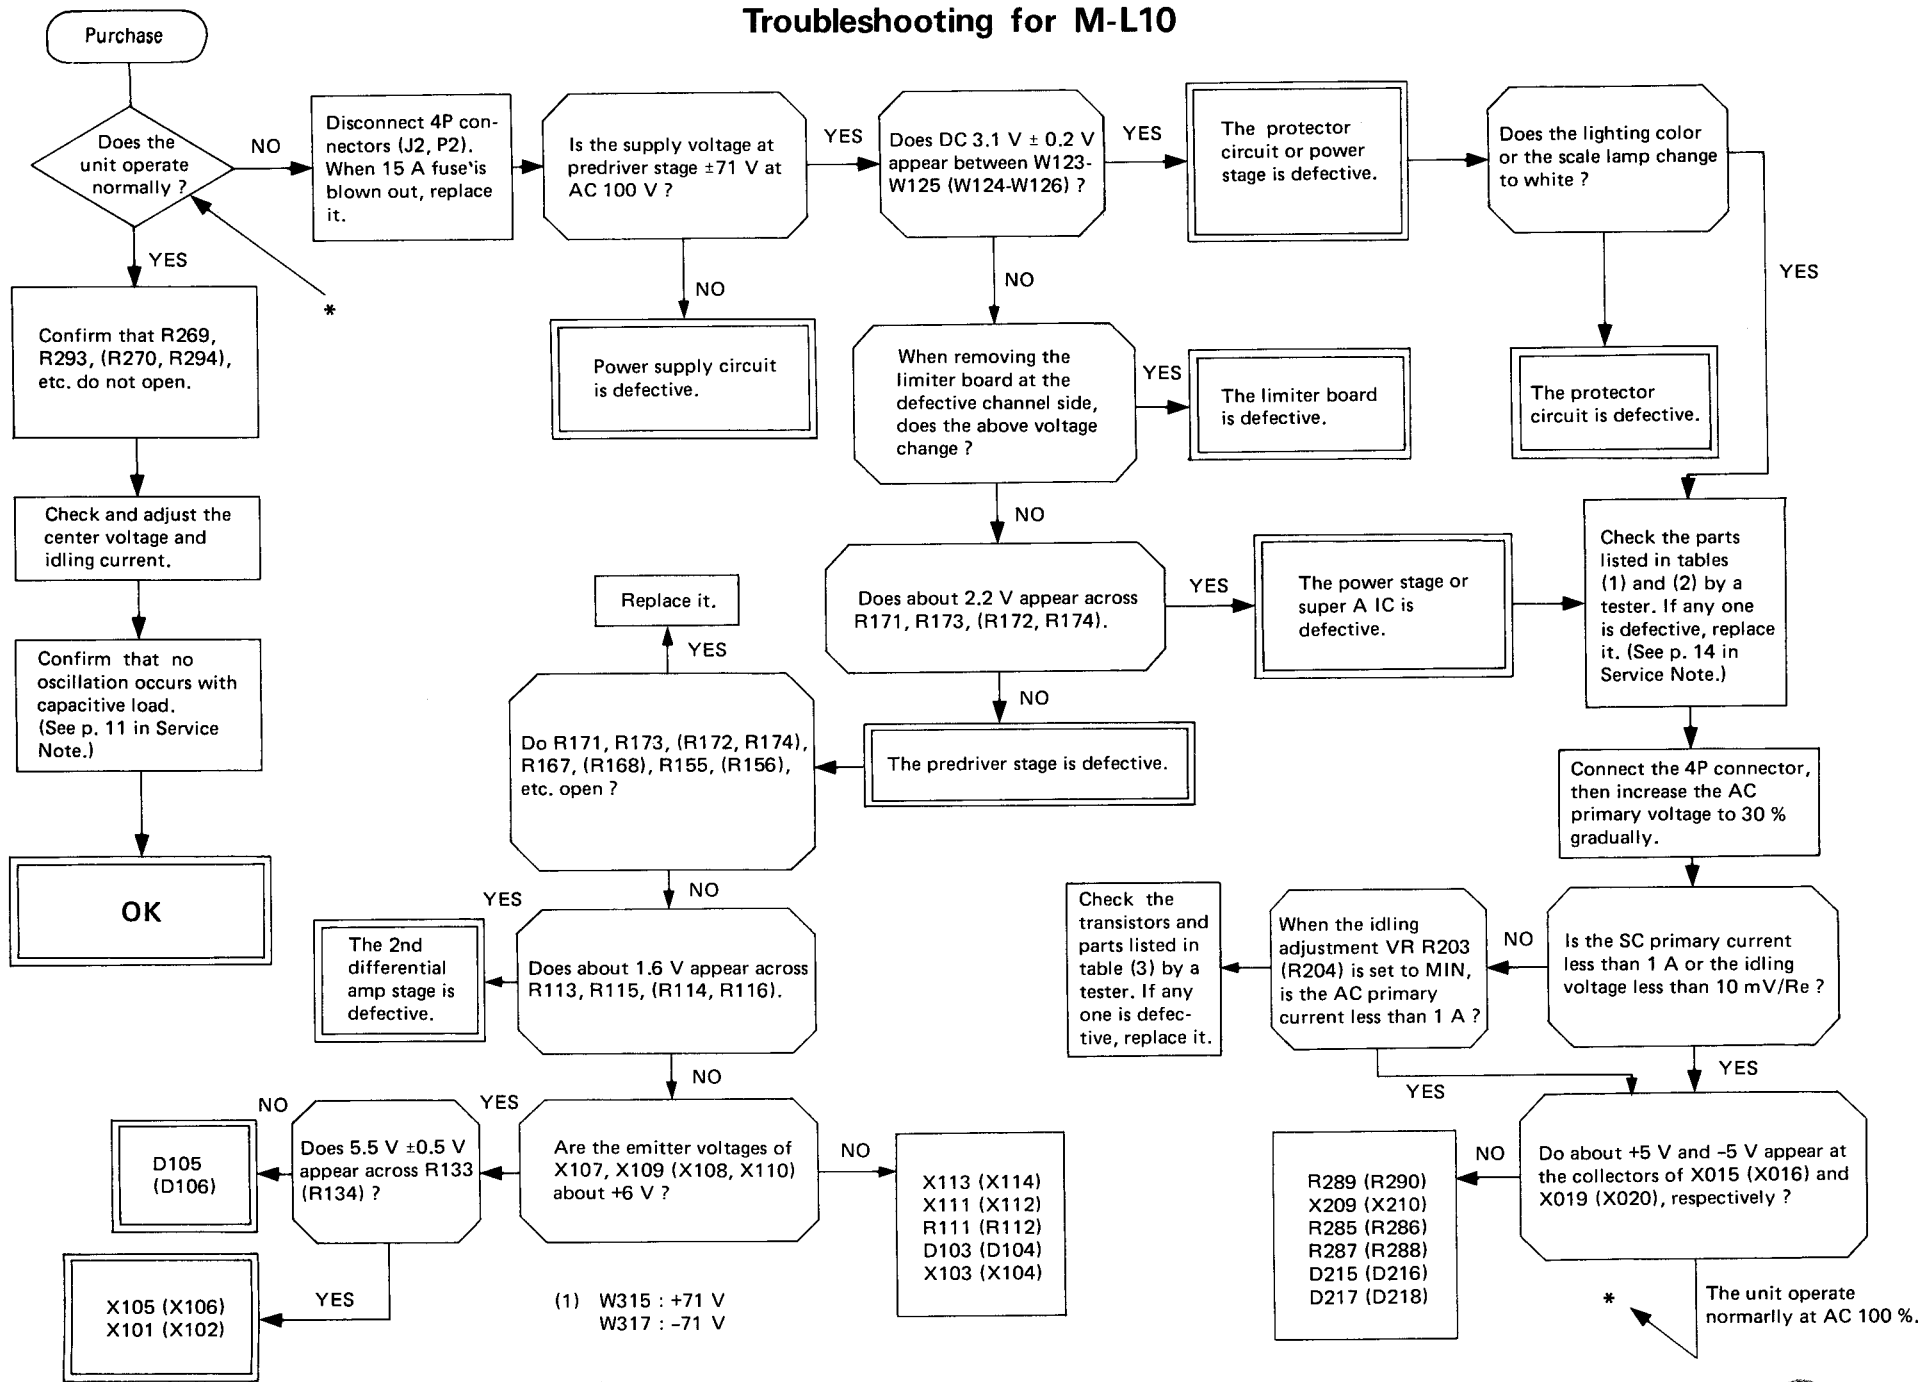 Troubleshooting for M-L10
Purchase
Does the
unit operate
normally ?
NO
YES
*
Confirm that R269,
R293, (R270, R294),
etc. do not open.
Check and adjust the
center voltage and
idling current.
Confirm that no
oscillation occurs with
capacitive load.
(See p. 11 in Service
Note.)
OK
Disconnect 4P con-
nectors (J2, P2).
When 15 A fuse is
blown out, replace
it.
Is the supply voltage at
predriver stage ±71 V at
AC 100 V ?
YES
NO
Power supply circuit
is defective.
Does DC 3.1 V ± 0.2 V
appear between W123-
W125 (W124-W126) ?
YES
NO
The protector
circuit or power
stage is defective.
Does the lighting color
or the scale lamp change
to white ?
YES
The protector
circuit is defective.
When removing the
limiter board at the
defective channel side,
does the above voltage
change ?
YES
The limiter board
is defective.
NO
Does about 2.2 V appear across
R171, R173, (R172, R174).
YES
The power stage or
super A IC is
defective.
NO
The predriver stage is defective.
Do R171, R173, (R172, R174),
R167, (R168), R155, (R156),
etc. open ?
YES
Replace it.
NO
Does about 1.6 V appear across
R113, R115, (R114, R116).
YES
The 2nd
differential
amp stage is
defective.
NO
Are the emitter voltages of
X107, X109 (X108, X110)
about +6 V ?
YES
NO
X113 (X114)
X111 (X112)
R111 (R112)
D103 (D104)
X103 (X104)
Does 5.5 V ±0.5 V
appear across R133
(R134) ?
NO
D105
(D106)
YES
X105 (X106)
X101 (X102)
(1) W315 : +71 V
W317 : -71 V
Check the parts
listed in tables
(1) and (2) by a
tester. If any one
is defective, replace
it. (See p. 14 in
Service Note.)
Connect the 4P connector,
then increase the AC
primary voltage to 30 %
gradually.
Is the SC primary current
less than 1 A or the idling
voltage less than 10 mV/Re ?
NO
When the idling
adjustment VR R203
(R204) is set to MIN,
is the AC primary
current less than 1 A ?
Check the
transistors and
parts listed in
table (3) by a
tester. If any
one is defec-
tive, replace it.
YES
YES
Do about +5 V and -5 V appear at
the collectors of X015 (X016) and
X019 (X020), respectively ?
NO
R289 (R290)
X209 (X210)
R285 (R286)
R287 (R288)
D215 (D216)
D217 (D218)
*
The unit operate
normarlly at AC 100 %.